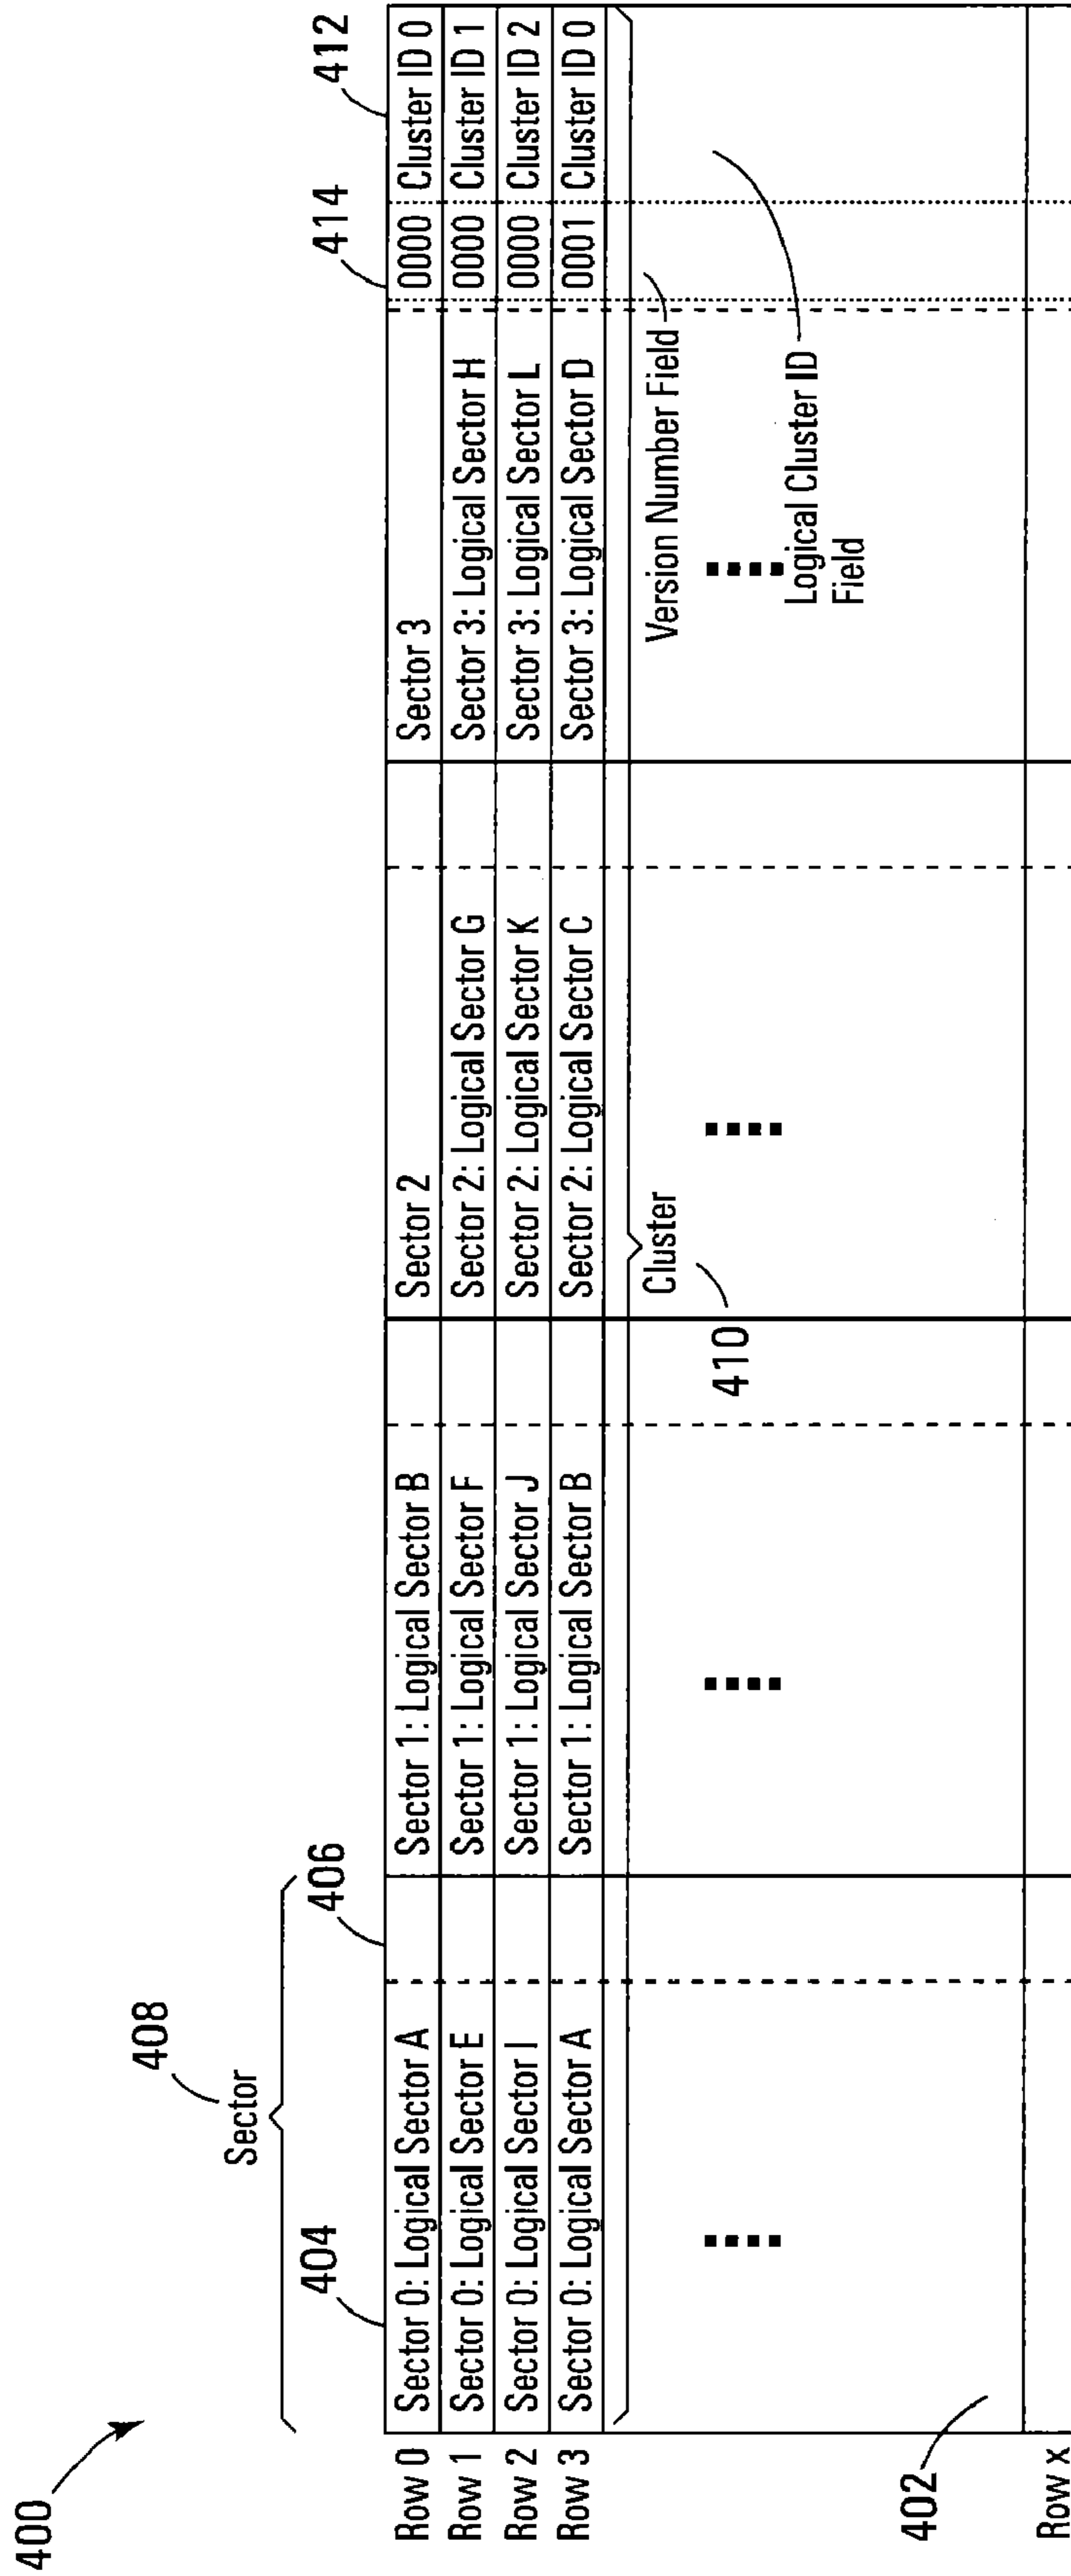 400
408
Sector
404
406
414
412
Row 0 Sector 0: Logical Sector A Sector 1: Logical Sector B Sector 2 Sector 3 0000 Cluster ID 0
Row 1 Sector 0: Logical Sector E Sector 1: Logical Sector F Sector 2: Logical Sector G Sector 3: Logical Sector H 0000 Cluster ID 1
Row 2 Sector 0: Logical Sector I Sector 1: Logical Sector J Sector 2: Logical Sector K Sector 3: Logical Sector L 0000 Cluster ID 2
Row 3 Sector 0: Logical Sector A Sector 1: Logical Sector B Sector 2: Logical Sector C Sector 3: Logical Sector D 0001 Cluster ID 0
Cluster
410
Version Number Field
Logical Cluster ID
Field
402
Row x